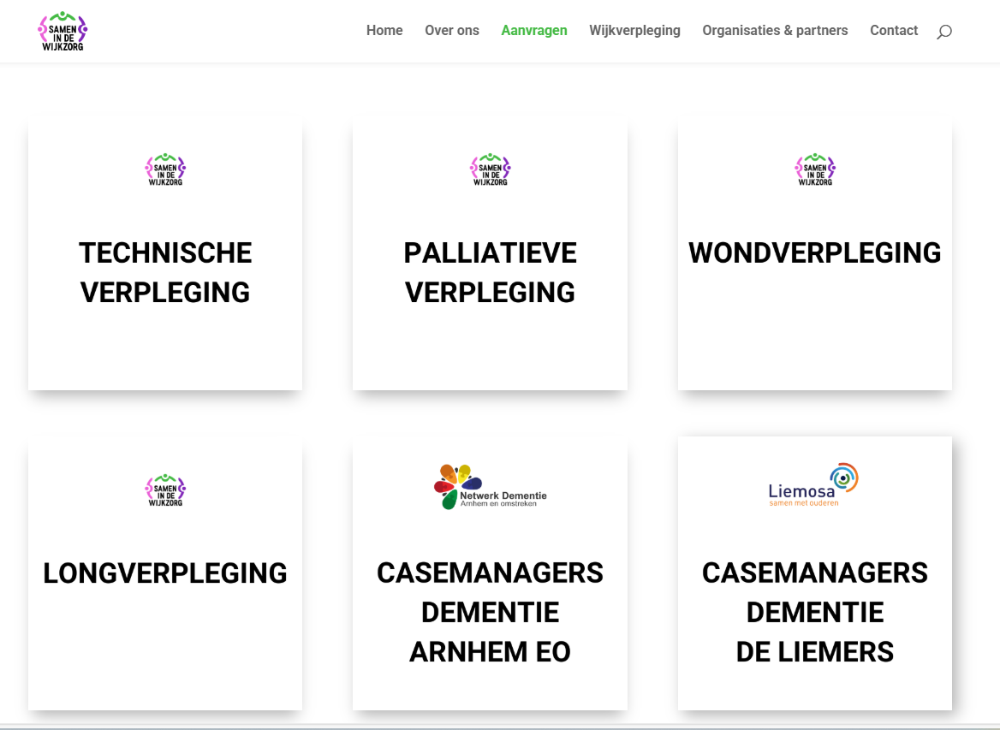 SAMEN
IN DE
WIJKZORG
Home Over ons Aanvragen Wijkverpleging Organisaties & partners Contact
SAMEN
IN DE
WIJKZORG
TECHNISCHE
VERPLEGING
SAMEN
IN DE
WIJKZORG
PALLIATIEVE
VERPLEGING
SAMEN
IN DE
WIJKZORG
WONDVERPLEGING
SAMEN
IN DE
WIJKZORG
LONGVERPLEGING
Netwerk Dementie
Arnhem en omstreken
CASEMANAGERS
DEMENTIE
ARNHEM EO
Liemosa
samen met ouderen
CASEMANAGERS
DEMENTIE
DE LIEMERS